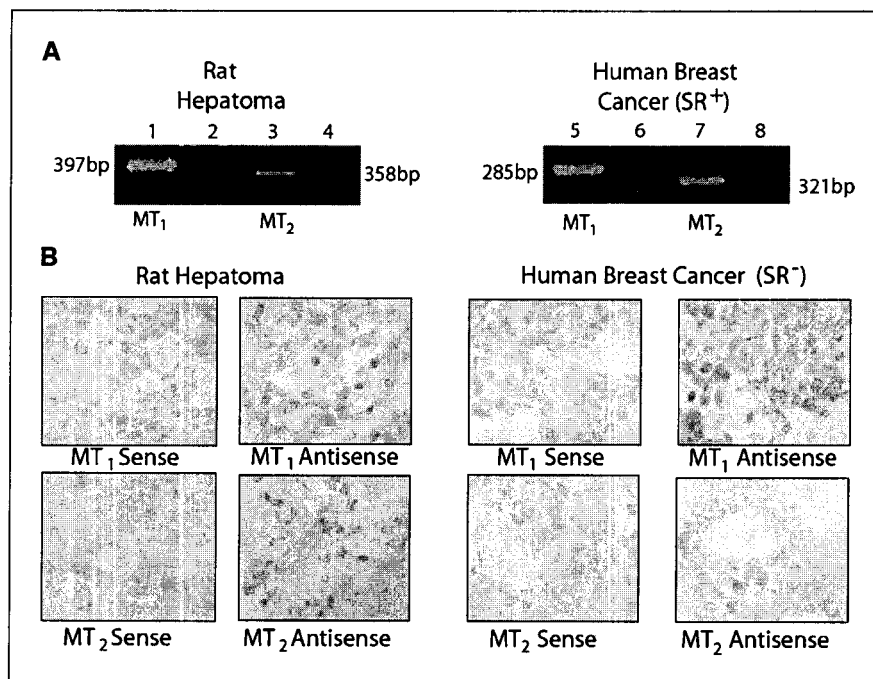 A
Rat
Hepatoma
Human Breast
Cancer (SR+)
1 2 3 4
5 6 7 8
397bp
358bp
285bp
321bp
MT1 MT2
MT1 MT2
B
Rat Hepatoma
Human Breast Cancer (SR-)
MT1 Sense
MT1 Antisense
MT1 Sense
MT1 Antisense
MT2 Sense
MT2 Antisense
MT2 Sense
MT2 Antisense